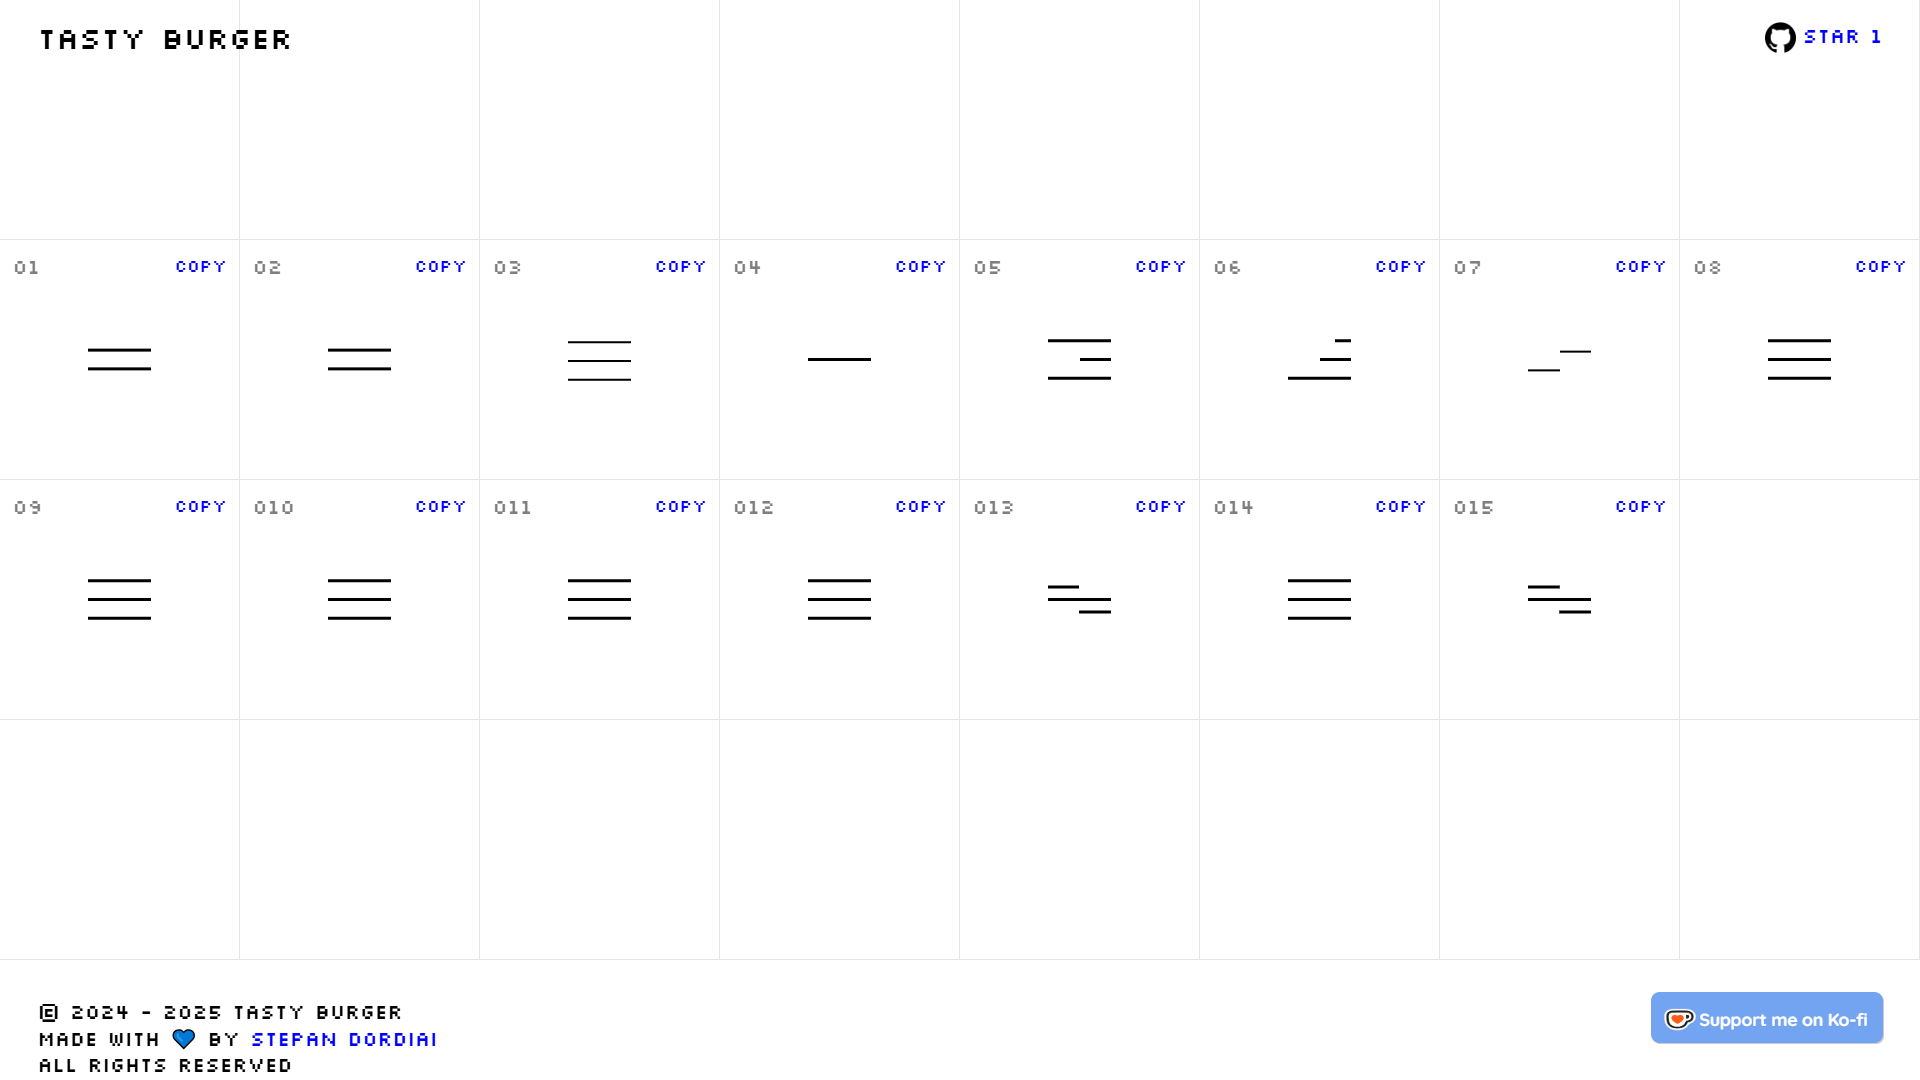 TASTY BURGER
STAR 1
01 COPY 02 COPY 03 COPY 04 COPY 05 COPY 06 COPY 07 COPY 08 COPY
09 COPY 010 COPY 011 COPY 012 COPY 013 COPY 014 COPY 015 COPY
© 2024 - 2025 TASTY BURGER
MADE WITH 💙 BY STEPAN DORDIAI
ALL RIGHTS RESERVED
Support me on Ko-fi